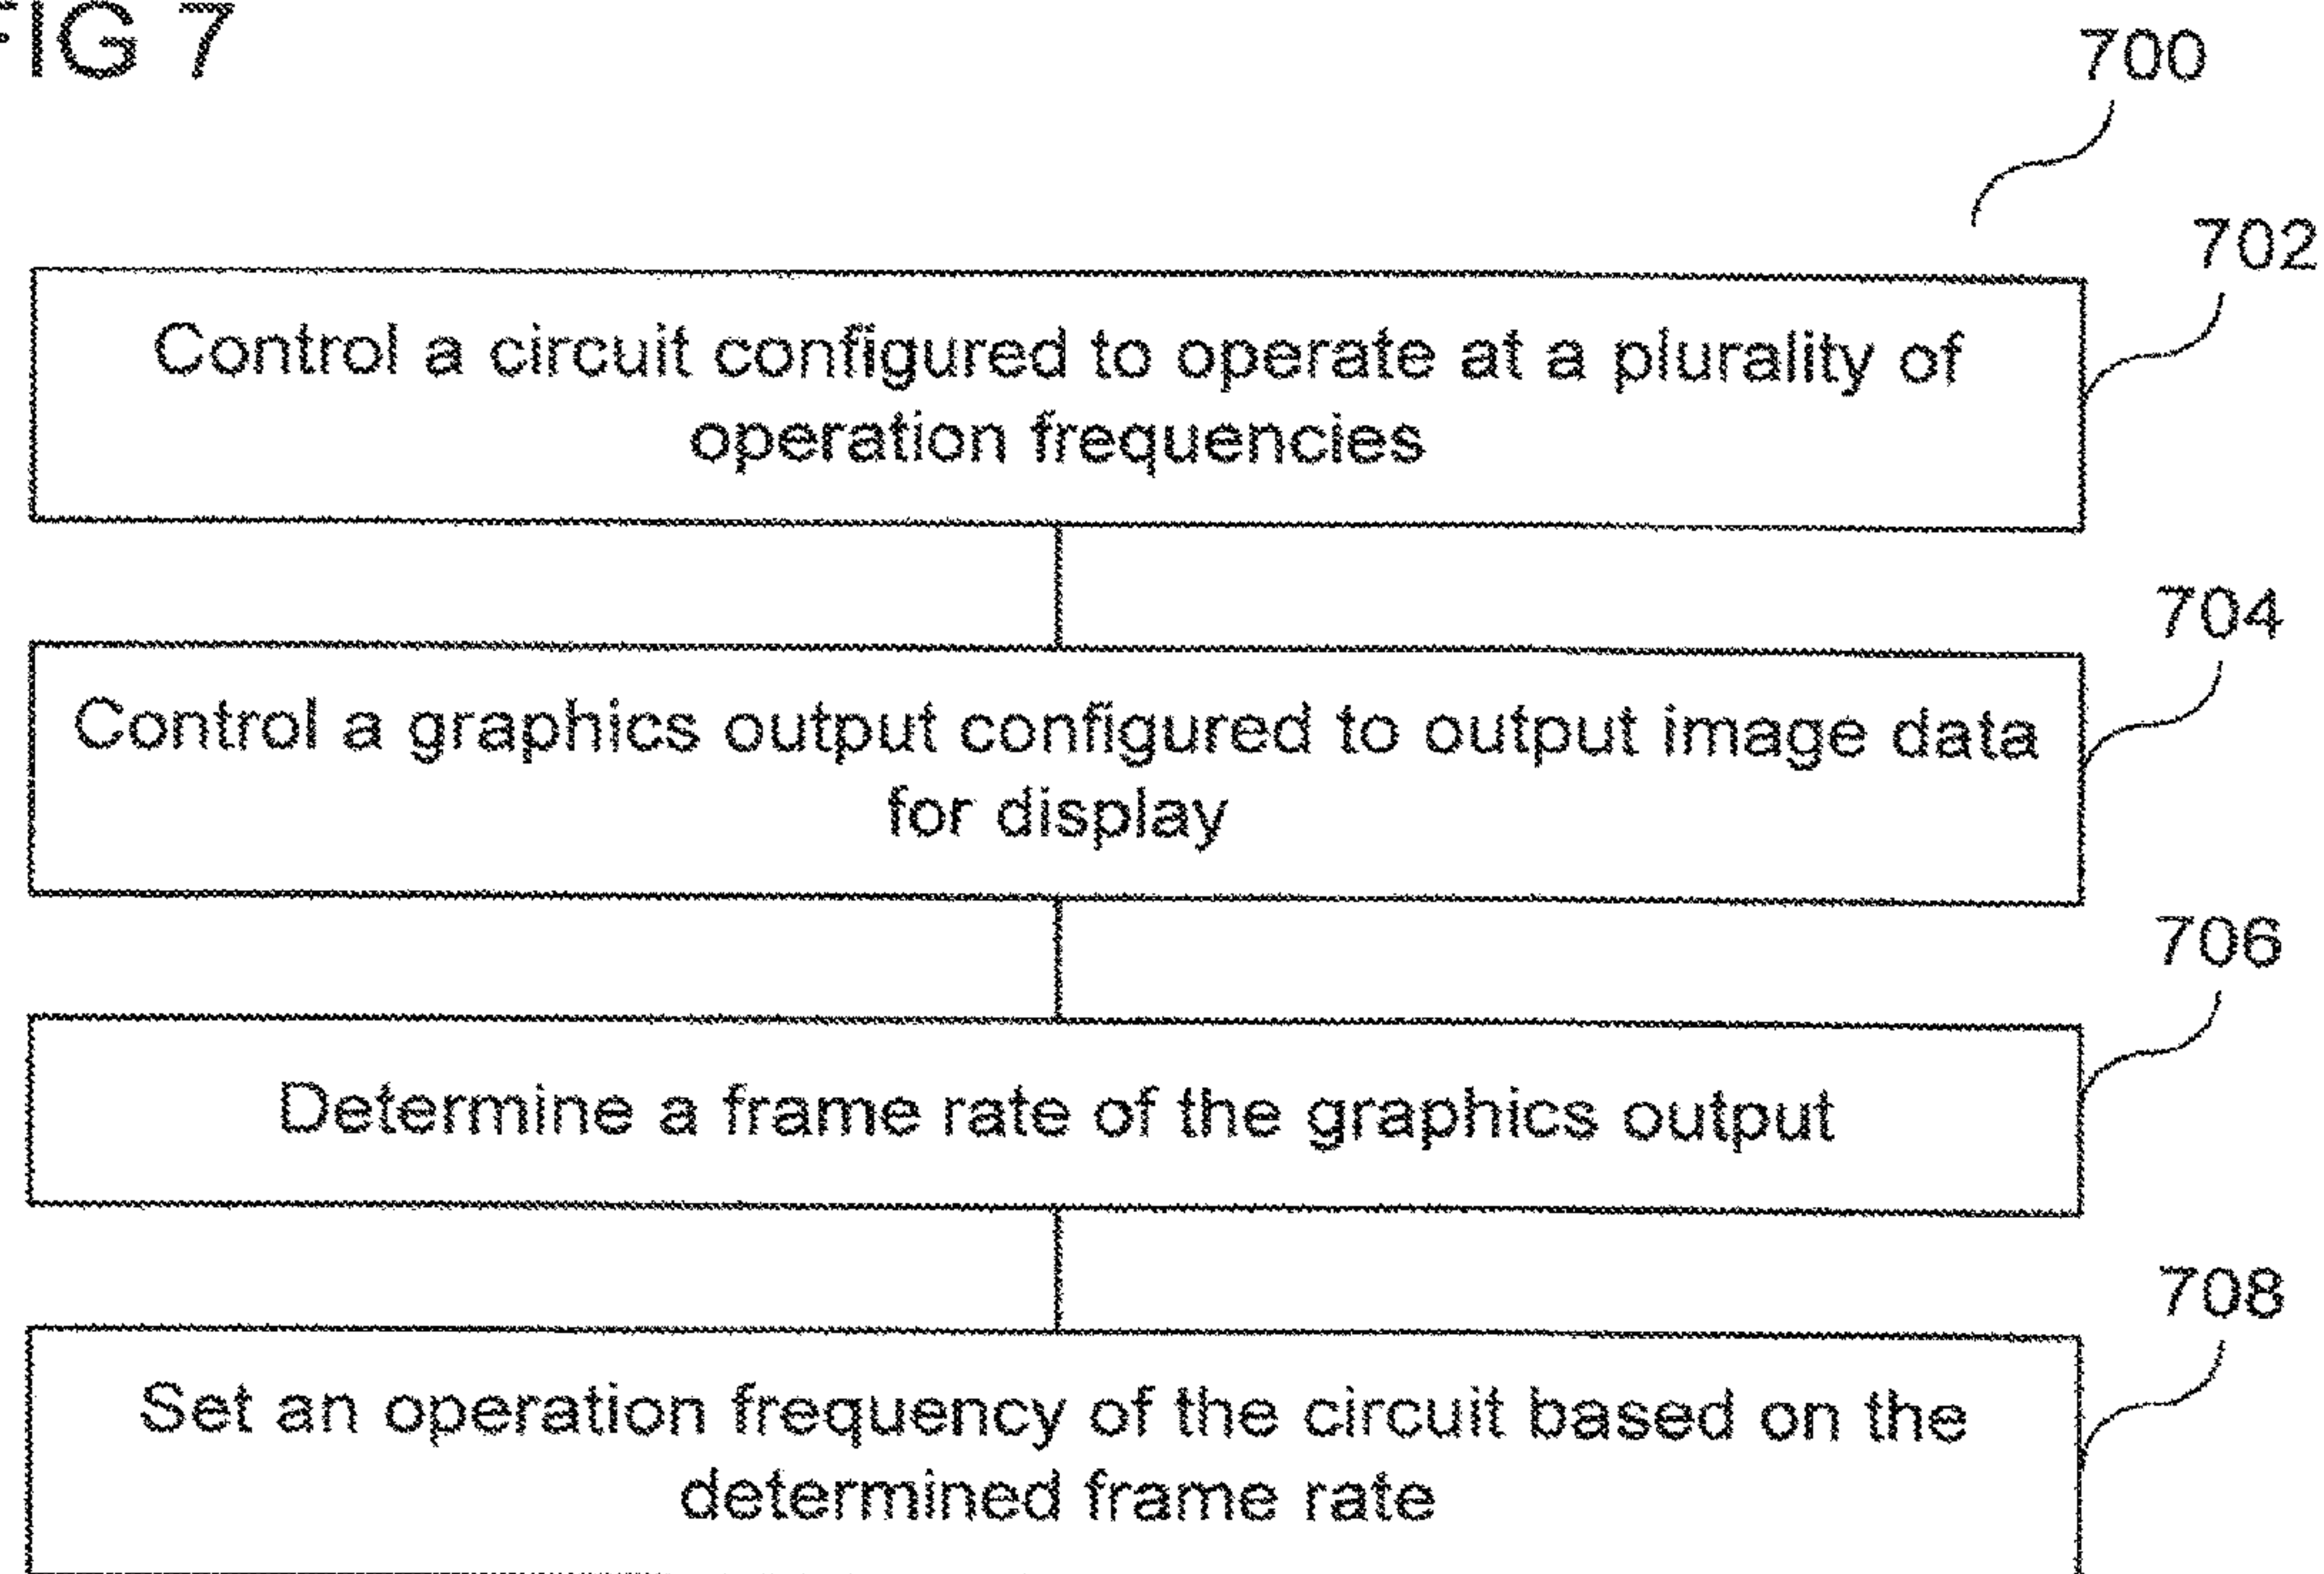 FIG 7
700
702
Control a circuit configured to operate at a plurality of
operation frequencies
704
Control a graphics output configured to output image data
for display
706
Determine a frame rate of the graphics output
708
Set an operation frequency of the circuit based on the
determined frame rate